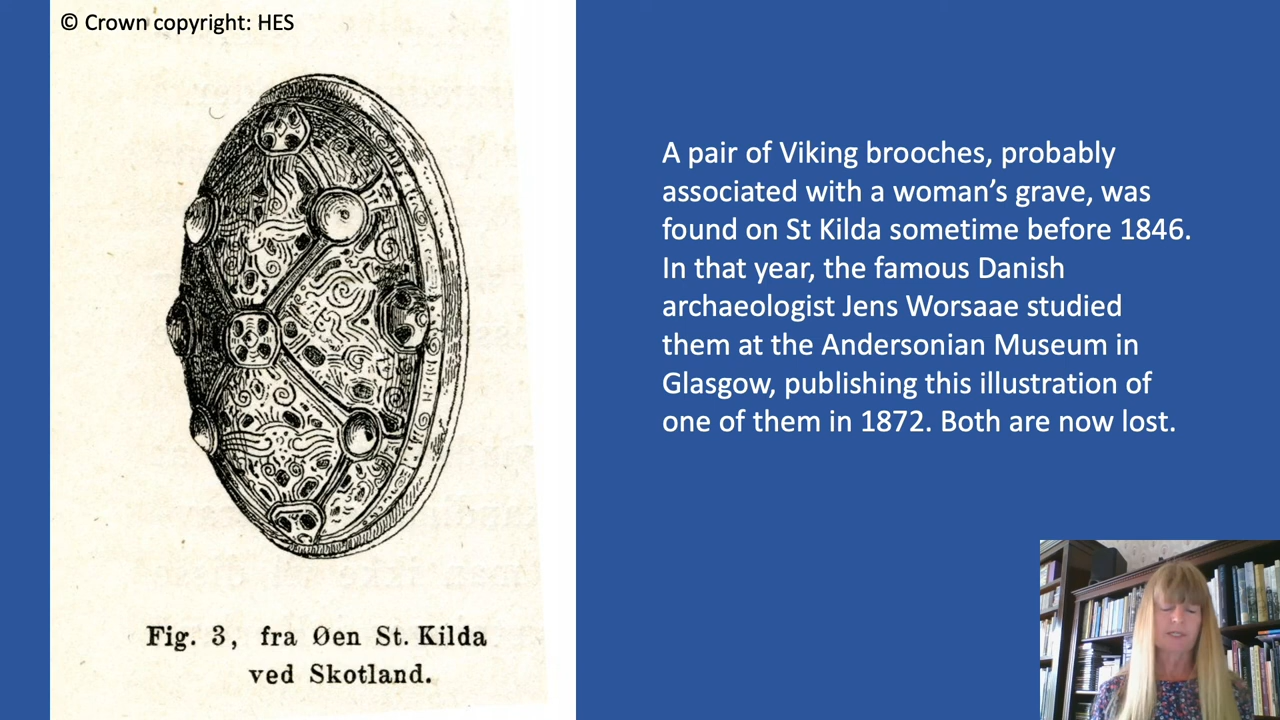 © Crown copyright: HES
A pair of Viking brooches, probably
associated with a woman’s grave, was
found on St Kilda sometime before 1846.
In that year, the famous Danish
archaeologist Jens Worsaae studied
them at the Andersonian Museum in
Glasgow, publishing this illustration of
one of them in 1872. Both are now lost.
Fig. 3, fra Øen St. Kilda
ved Skotland.